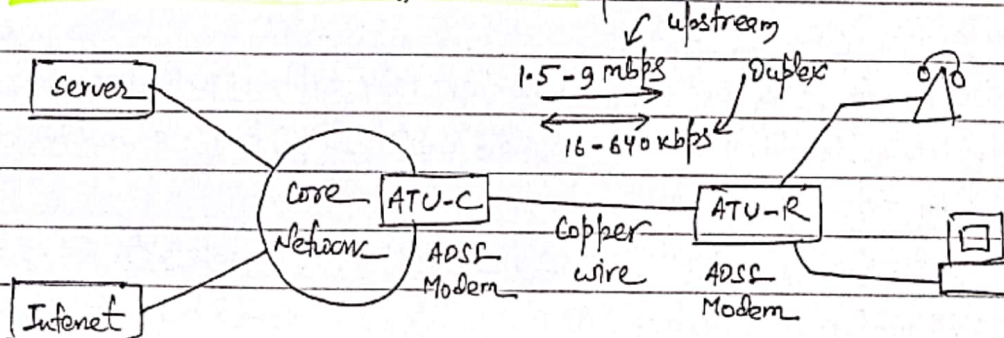 upstream
1.5-9 mbps
Duplex
Server
16-640 kbps
Core
ATU-C
ATU-R
Network
Copper
ADSL
wire
ADSL
Modem
Modem
Internet